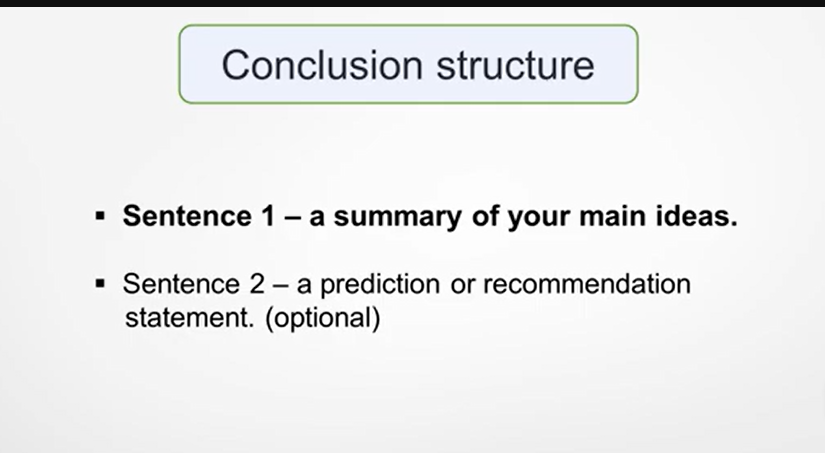 Conclusion structure
▪ Sentence 1 – a summary of your main ideas.
▪ Sentence 2 – a prediction or recommendation
statement. (optional)